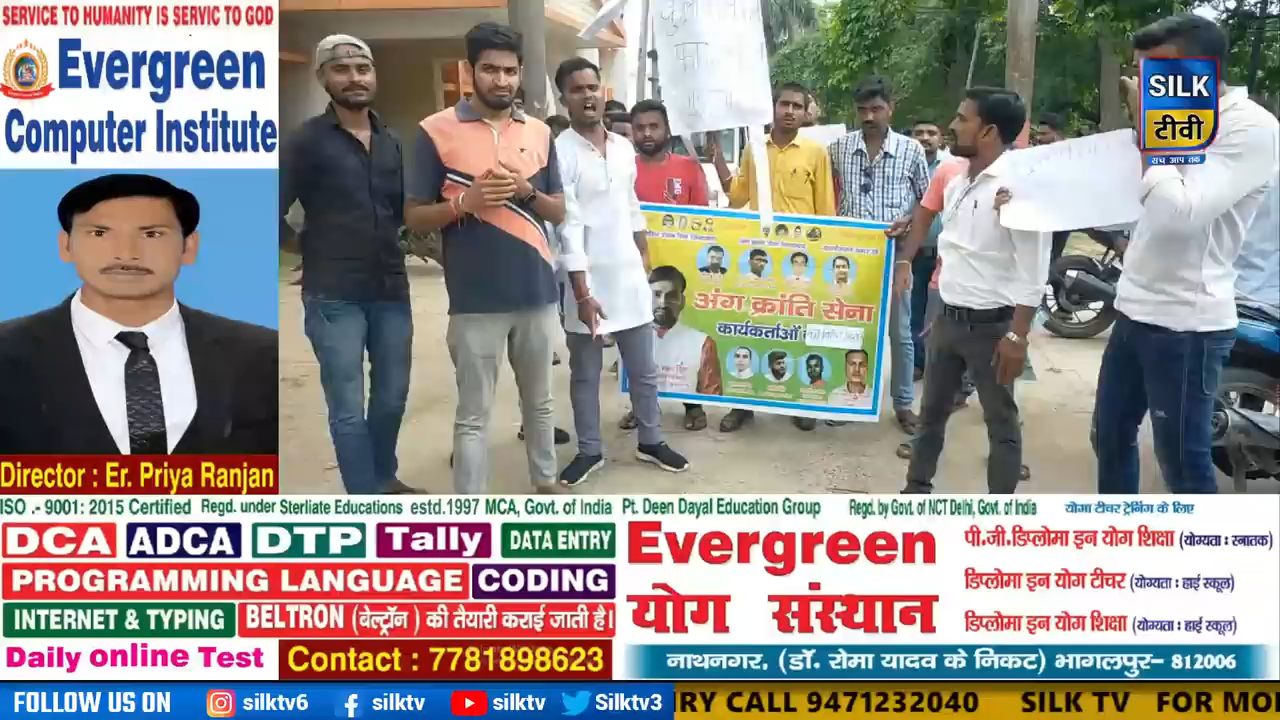 SERVICE TO HUMANITY IS SERVIC TO GOD
Evergreen
Computer Institute
Director : Er. Priya Ranjan
SILK
टीवी
सच आप तक
अंग क्रांति सेना
कार्यकर्ताओं
ISO .- 9001: 2015 Certified Regd. under Sterliate Educations estd.1997 MCA, Govt. of India Pt. Deen Dayal Education Group Regd. by Govt. of NCT Delhi, Govt. of India योगा टीचर ट्रेनिंग के लिए
DCA ADCA DTP Tally DATA ENTRY
PROGRAMMING LANGUAGE CODING
INTERNET & TYPING BELTRON (बेल्ट्रॉन) की तैयारी कराई जाती है।
Daily online Test Contact : 7781898623
Evergreen
योग संस्थान
पी.जी.डिप्लोमा इन योग शिक्षा (योग्यता : स्नातक)
डिप्लोमा इन योग टीचर (योग्यता : हाई स्कूल)
डिप्लोमा इन योग शिक्षा (योग्यता : हाई स्कूल)
नाथनगर, (डॉ. रोमा यादव के निकट) भागलपुर– 812006
FOLLOW US ON silktv6 silktv silktv Silktv3 RY CALL 9471232040 SILK TV FOR MO